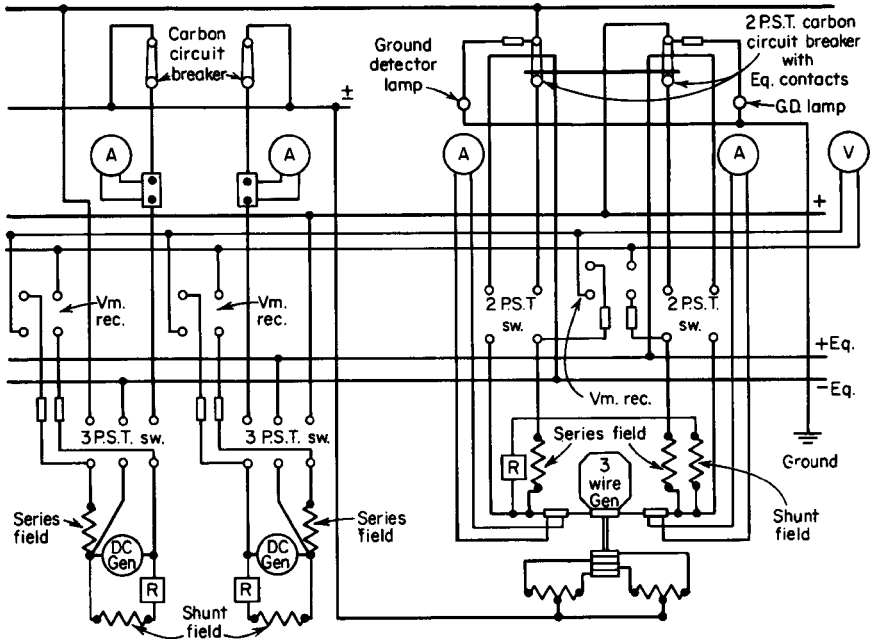 Carbon
circuit
breaker
±
Ground
detector
lamp
2 P.S.T. carbon
circuit breaker
with
Eq. contacts
G.D. lamp
A
A
A
A
V
+
Vm.
rec.
Vm.
rec.
2 P.S.T
sw.
2 P.S.T.
sw.
+Eq.
−Eq.
Vm. rec.
3 P.S.T. sw.
3 P.S.T. sw.
Series field
R
3
wire
Gen
Ground
Shunt
field
Series
field
DC
Gen
DC
Gen
Series
field
R
R
Shunt
field